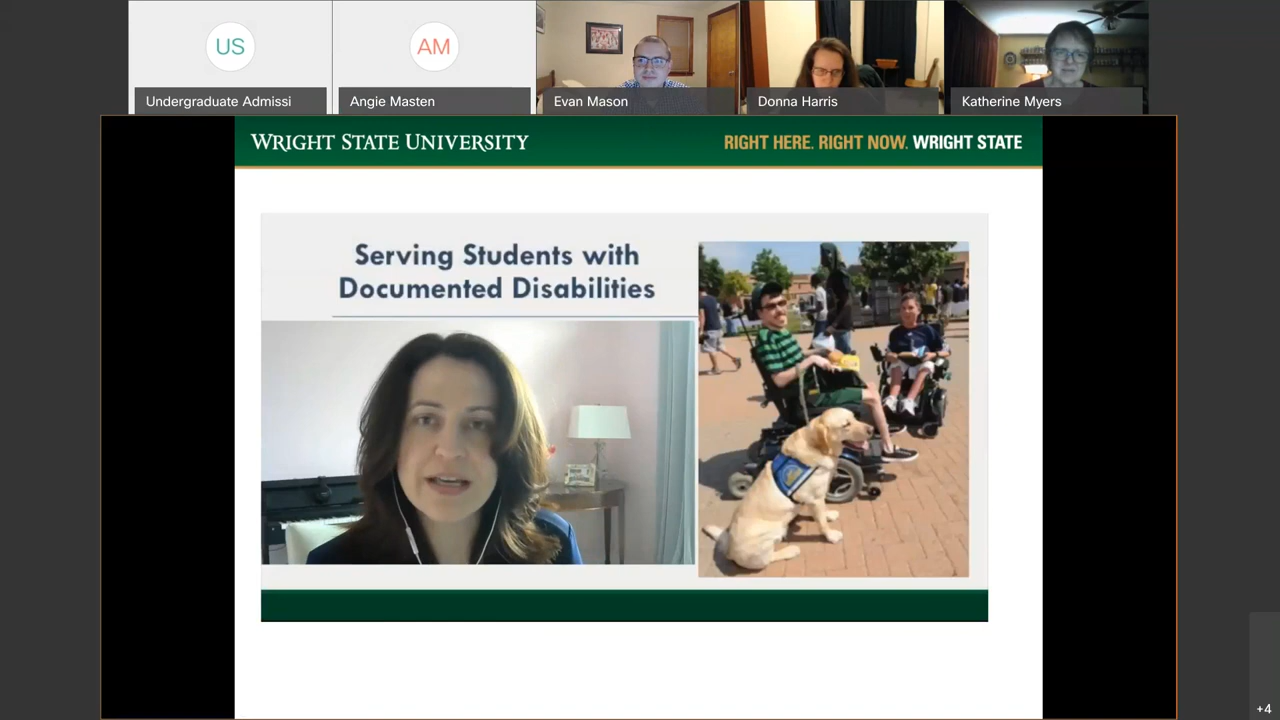 US
AM
Undergraduate Admissi
Angie Masten
Evan Mason
Donna Harris
Katherine Myers
WRIGHT STATE UNIVERSITY
RIGHT HERE. RIGHT NOW. WRIGHT STATE
Serving Students with
Documented Disabilities
+4